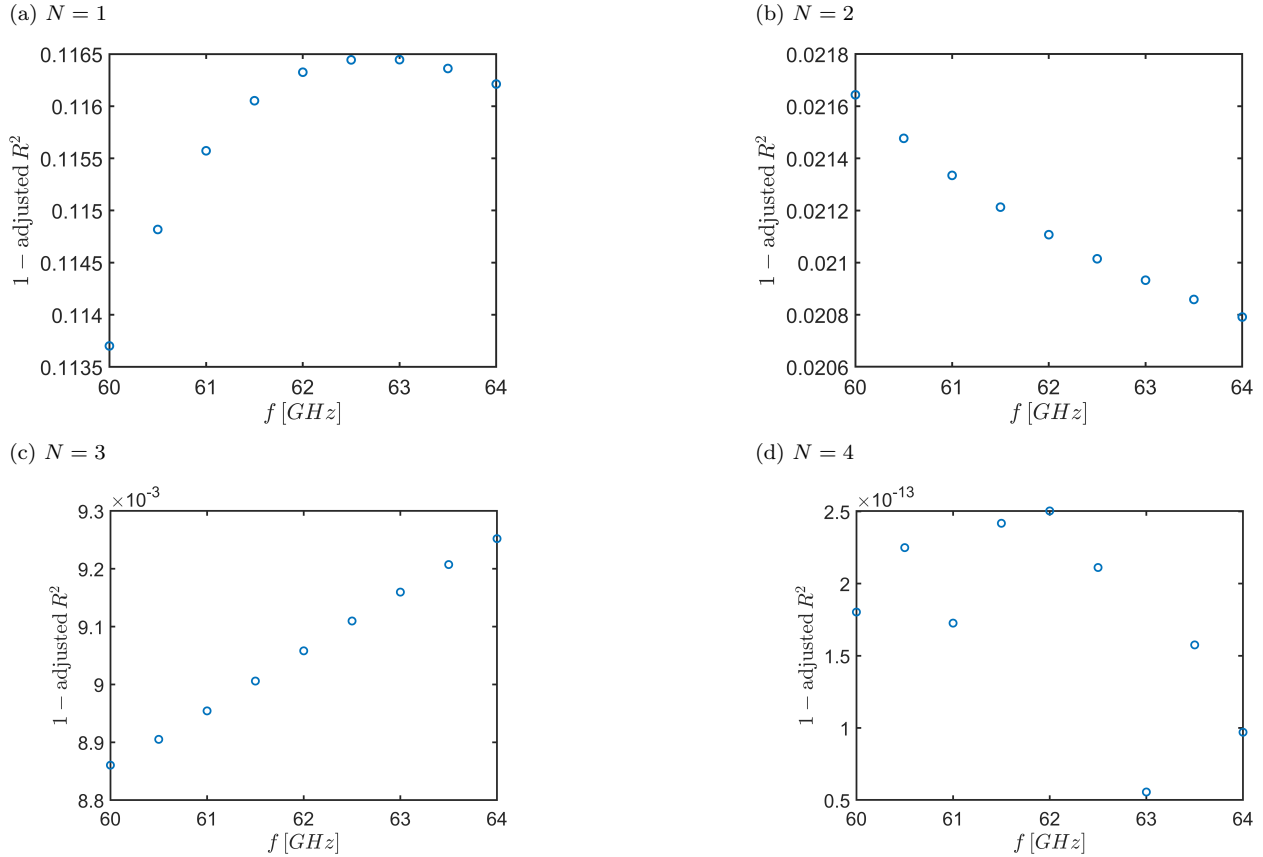 (a) N = 1
0.1165
0.116
0.1155
0.115
0.1145
0.114
0.1135
1 − adjusted R²
60 61 62 63 64
f [GHz]
(b) N = 2
0.0218
0.0216
0.0214
0.0212
0.021
0.0208
0.0206
1 − adjusted R²
60 61 62 63 64
f [GHz]
(c) N = 3
×10⁻³
9.3
9.2
9.1
9
8.9
8.8
1 − adjusted R²
60 61 62 63 64
f [GHz]
(d) N = 4
×10⁻¹³
2.5
2
1.5
1
0.5
1 − adjusted R²
60 61 62 63 64
f [GHz]